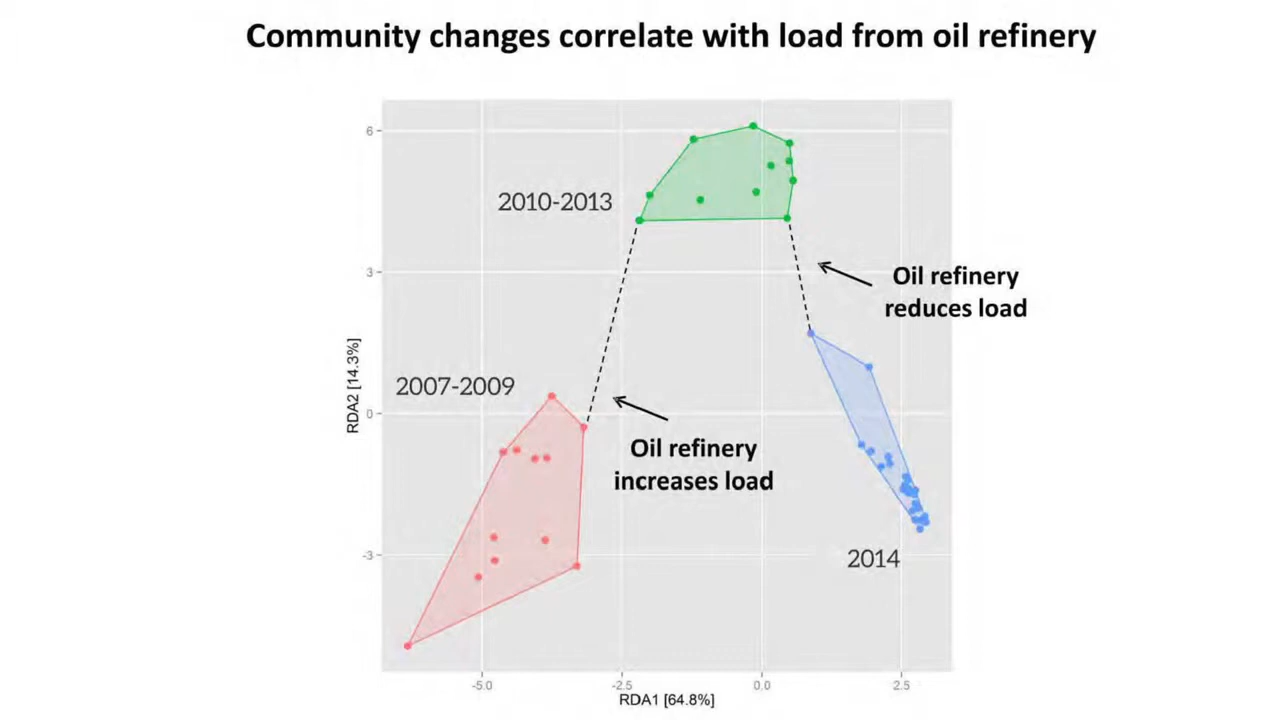 Community changes correlate with load from oil refinery
6
2010-2013
Oil refinery
reduces load
3
RDA2 [14.3%]
2007-2009
0
Oil refinery
increases load
2014
-3
-5.0
-2.5
0.0
2.5
RDA1 [64.8%]